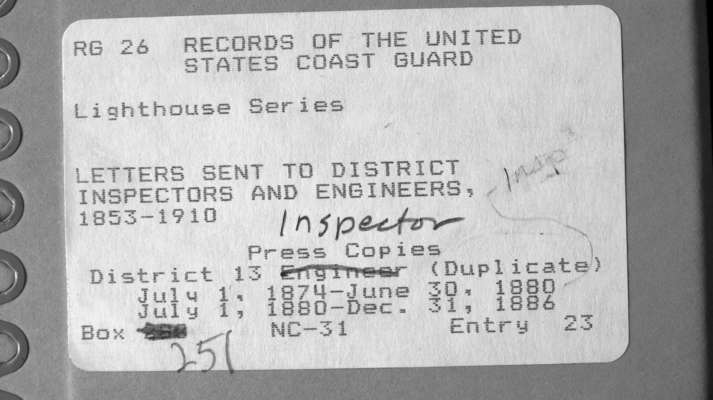 RG 26 RECORDS OF THE UNITED
STATES COAST GUARD
Lighthouse Series
Insp
LETTERS SENT TO DISTRICT
INSPECTORS AND ENGINEERS,
1853-1910
Inspector
Press Copies
District 13 Engineer (Duplicate)
July 1, 1874-June 30, 1880
July 1, 1880-Dec. 31, 1886
Box NC-31 Entry 23
251